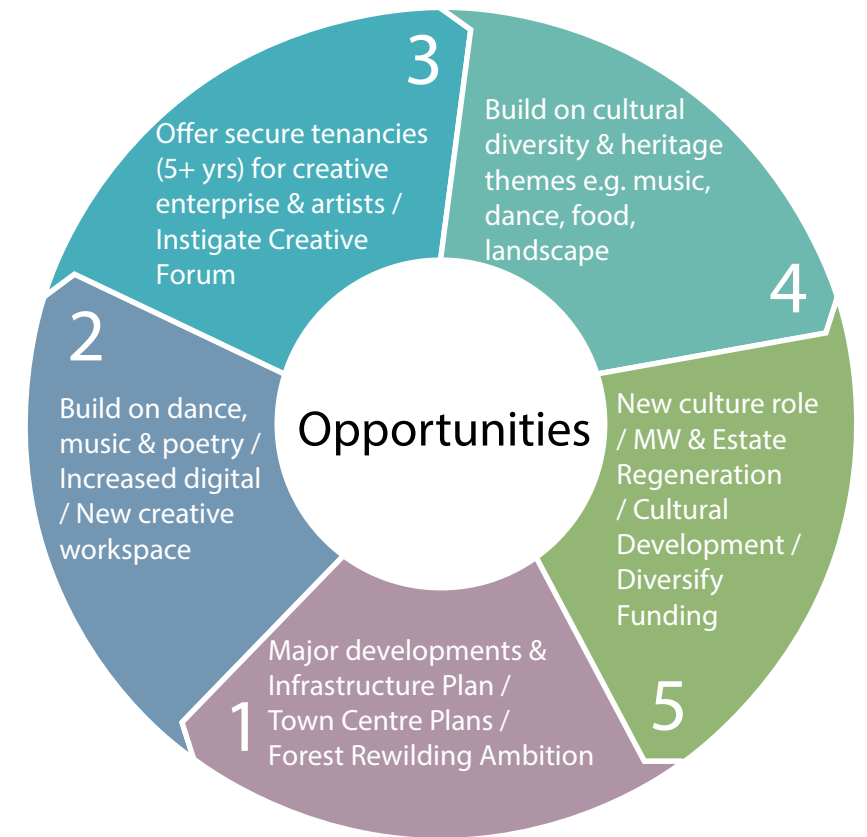 Opportunities
1
Major developments &
Infrastructure Plan /
Town Centre Plans /
Forest Rewilding Ambition
2
Build on dance,
music & poetry /
Increased digital
/ New creative
workspace
3
Offer secure tenancies
(5+ yrs) for creative
enterprise & artists /
Instigate Creative
Forum
4
Build on cultural
diversity & heritage
themes e.g. music,
dance, food,
landscape
5
New culture role
/ MW & Estate
Regeneration
/ Cultural
Development /
Diversify
Funding